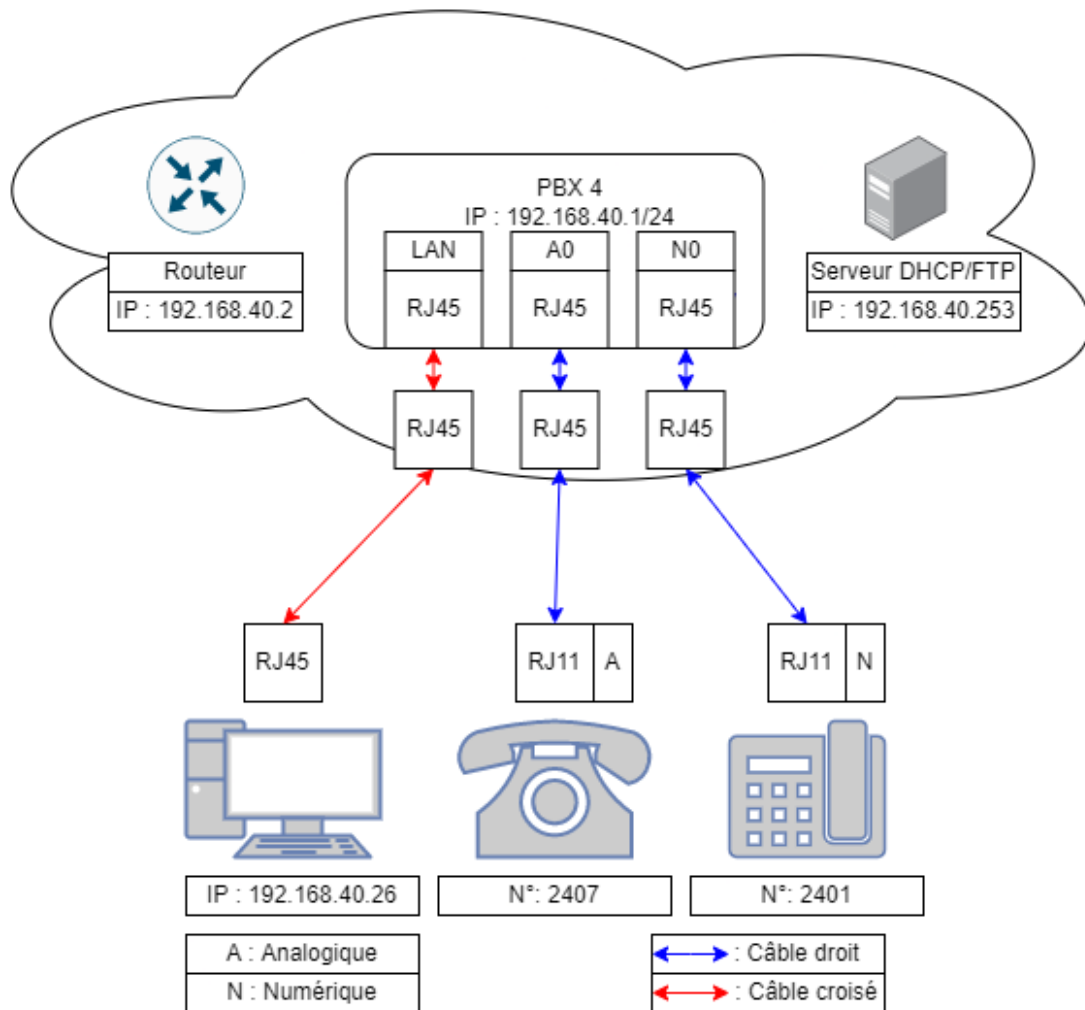 PBX 4
IP : 192.168.40.1/24
LAN
A0
N0
Routeur
Serveur DHCP/FTP
IP : 192.168.40.2
RJ45
RJ45
RJ45
IP : 192.168.40.253
RJ45
RJ45
RJ45
RJ45
RJ11
A
RJ11
N
IP : 192.168.40.26
N°: 2407
N°: 2401
A : Analogique
: Câble droit
N : Numérique
: Câble croisé